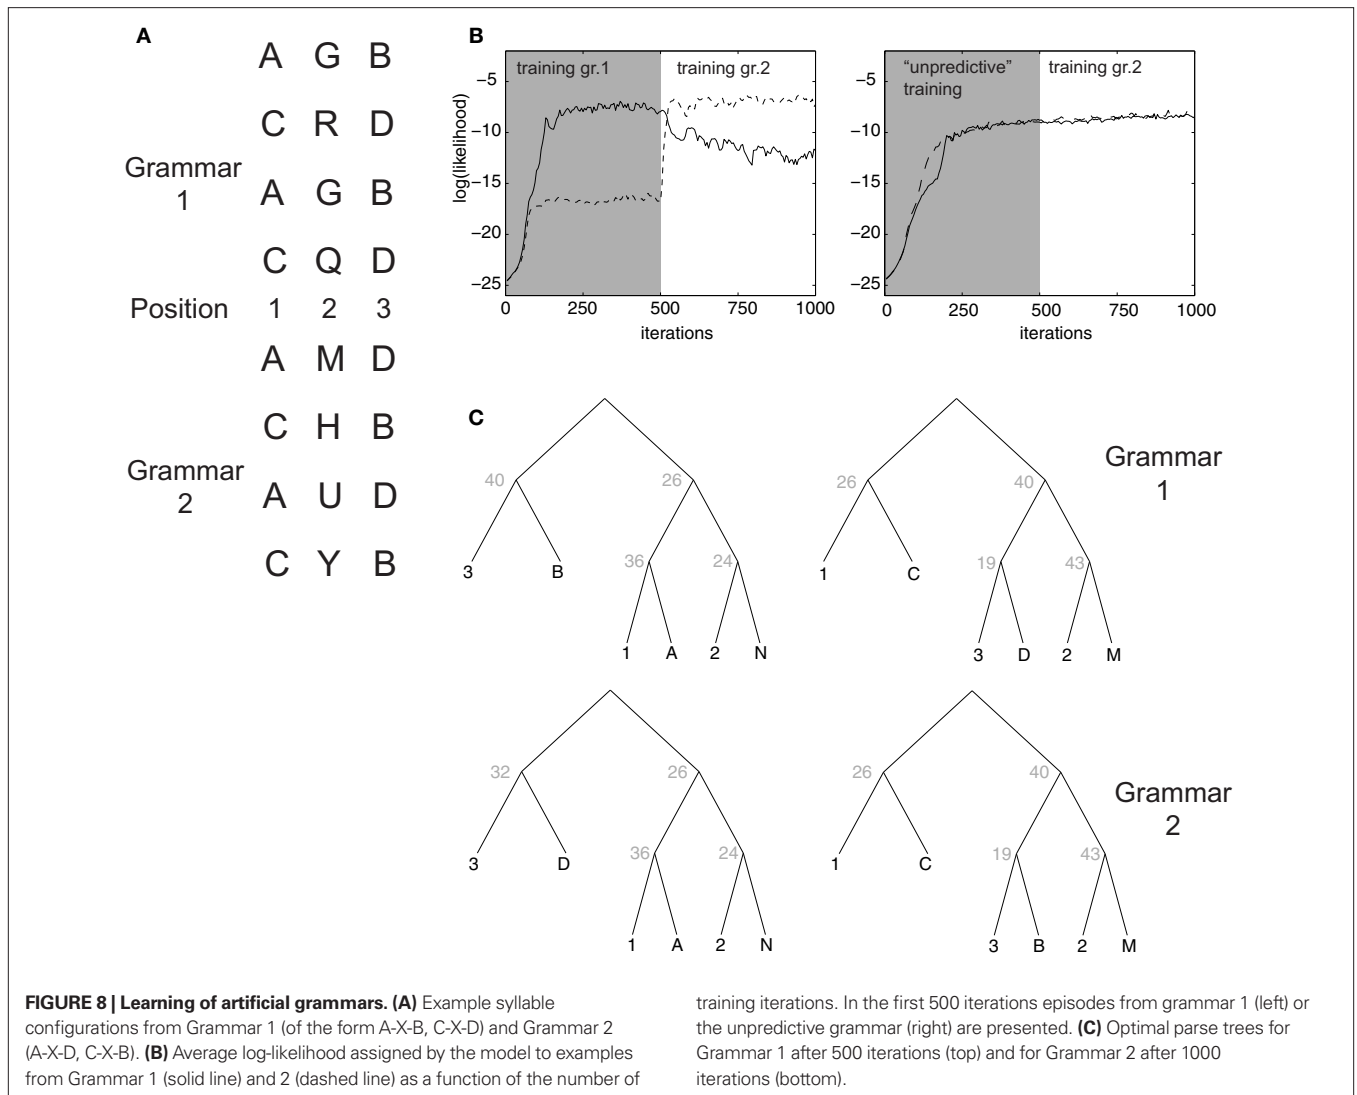 A
A G B
C R D
Grammar
1
A G B
C Q D
Position 1 2 3
A M D
C H B
Grammar
2
A U D
C Y B
B
training gr.1
training gr.2
log(likelihood)
−5
−10
−15
−20
−25
0 250 500 750 1000
iterations
"unpredictive"
training
training gr.2
−5
−10
−15
−20
−25
0 250 500 750 1000
iterations
C
40 26
3 B
36 24
1 A 2 N
26 40
1 C
19 43
3 D 2 M
Grammar
1
32 26
3 D
36 24
1 A 2 N
26 40
1 C
19 43
3 B 2 M
Grammar
2
FIGURE 8 | Learning of artificial grammars. (A) Example syllable
configurations from Grammar 1 (of the form A-X-B, C-X-D) and Grammar 2
(A-X-D, C-X-B). (B) Average log-likelihood assigned by the model to examples
from Grammar 1 (solid line) and 2 (dashed line) as a function of the number of
training iterations. In the first 500 iterations episodes from grammar 1 (left) or
the unpredictive grammar (right) are presented. (C) Optimal parse trees for
Grammar 1 after 500 iterations (top) and for Grammar 2 after 1000
iterations (bottom).